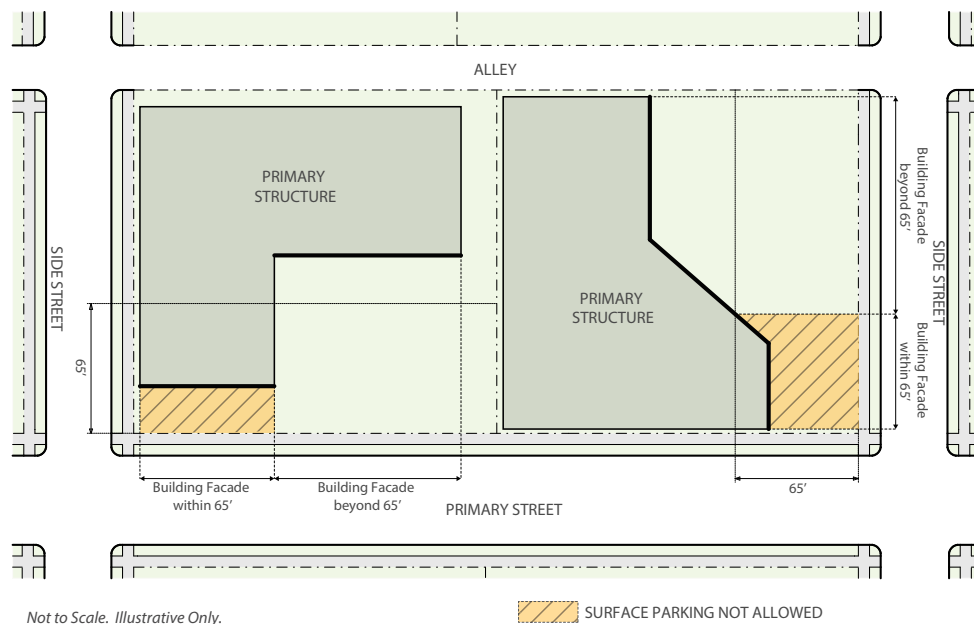 ALLEY
PRIMARY
STRUCTURE
Building Facade
beyond 65'
SIDE STREET
SIDE STREET
PRIMARY
STRUCTURE
65'
Building Facade
within 65'
Building Facade
within 65'
Building Facade
beyond 65'
65'
PRIMARY STREET
Not to Scale. Illustrative Only.
SURFACE PARKING NOT ALLOWED